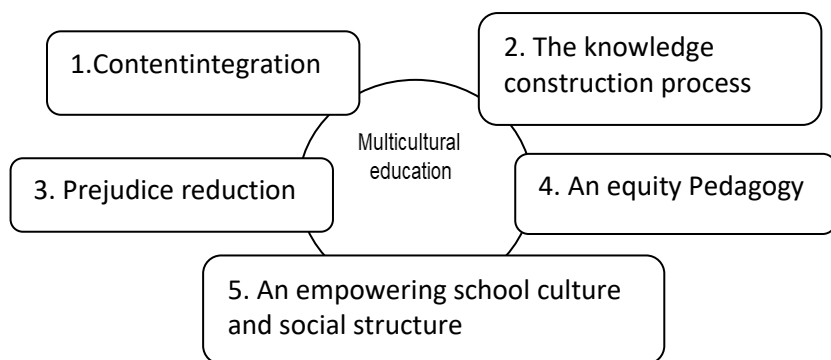 1.Contentintegration
2. The knowledge
construction process
Multicultural
education
3. Prejudice reduction
4. An equity Pedagogy
5. An empowering school culture
and social structure